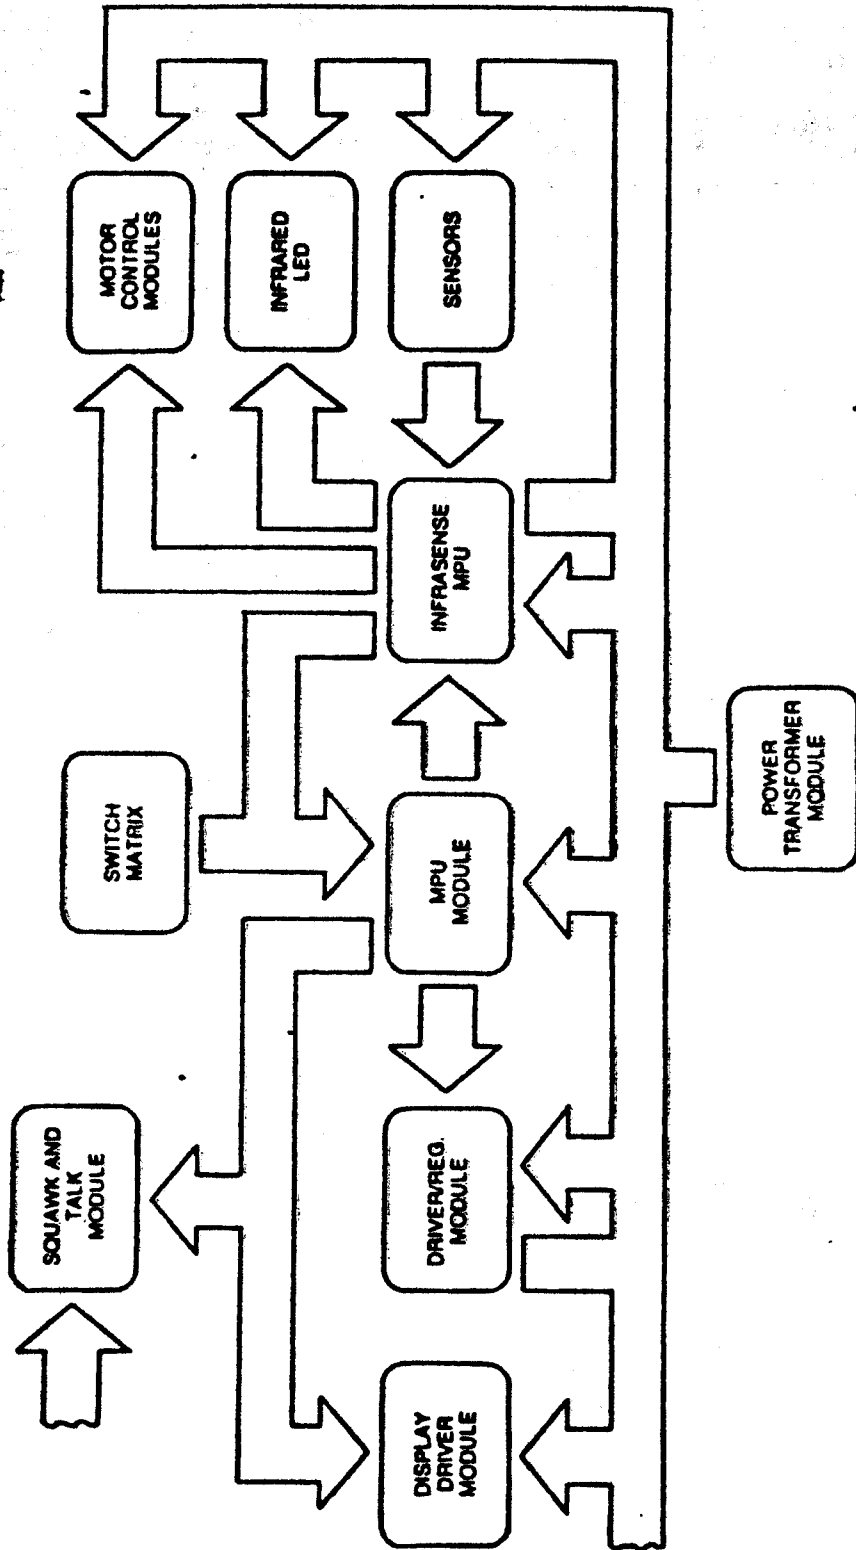 SQUAWK AND
TALK
MODULE
SWITCH
MATRIX
MOTOR
CONTROL
MODULES
INFRARED
LED
SENSORS
DISPLAY
DRIVER
MODULE
DRIVER/REG.
MODULE
MPU
MODULE
INFRASENSE
MPU
POWER
TRANSFORMER
MODULE